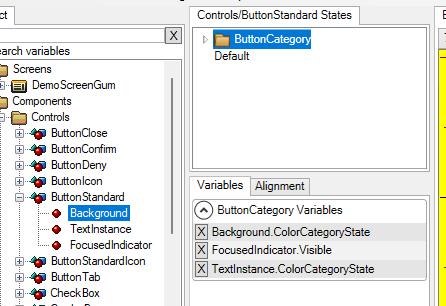 ct
Controls/ButtonStandard States
X
ButtonCategory
Default
earch variables
Screens
DemoScreenGum
Components
Controls
ButtonClose
ButtonConfirm
ButtonDeny
ButtonIcon
ButtonStandard
Background
TextInstance
FocusedIndicator
ButtonStandardIcon
ButtonTab
CheckBox
Variables
Alignment
ButtonCategory Variables
X Background.ColorCategoryState
X FocusedIndicator.Visible
X TextInstance.ColorCategoryState